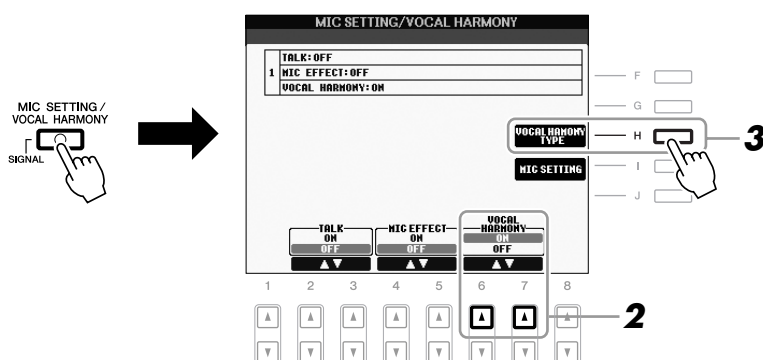 MIC SETTING/VOCAL HARMONY
TALK:OFF
1 MIC EFFECT:OFF
VOCAL HARMONY:ON
MIC SETTING /
VOCAL HARMONY
SIGNAL
F
G
VOCAL HAMONY
TYPE
H
3
MIC SETTING
I
J
TALK
ON
OFF
MIC EFFECT
ON
OFF
VOCAL
HARMONY
ON
OFF
1 2 3 4 5 6 7 8
2